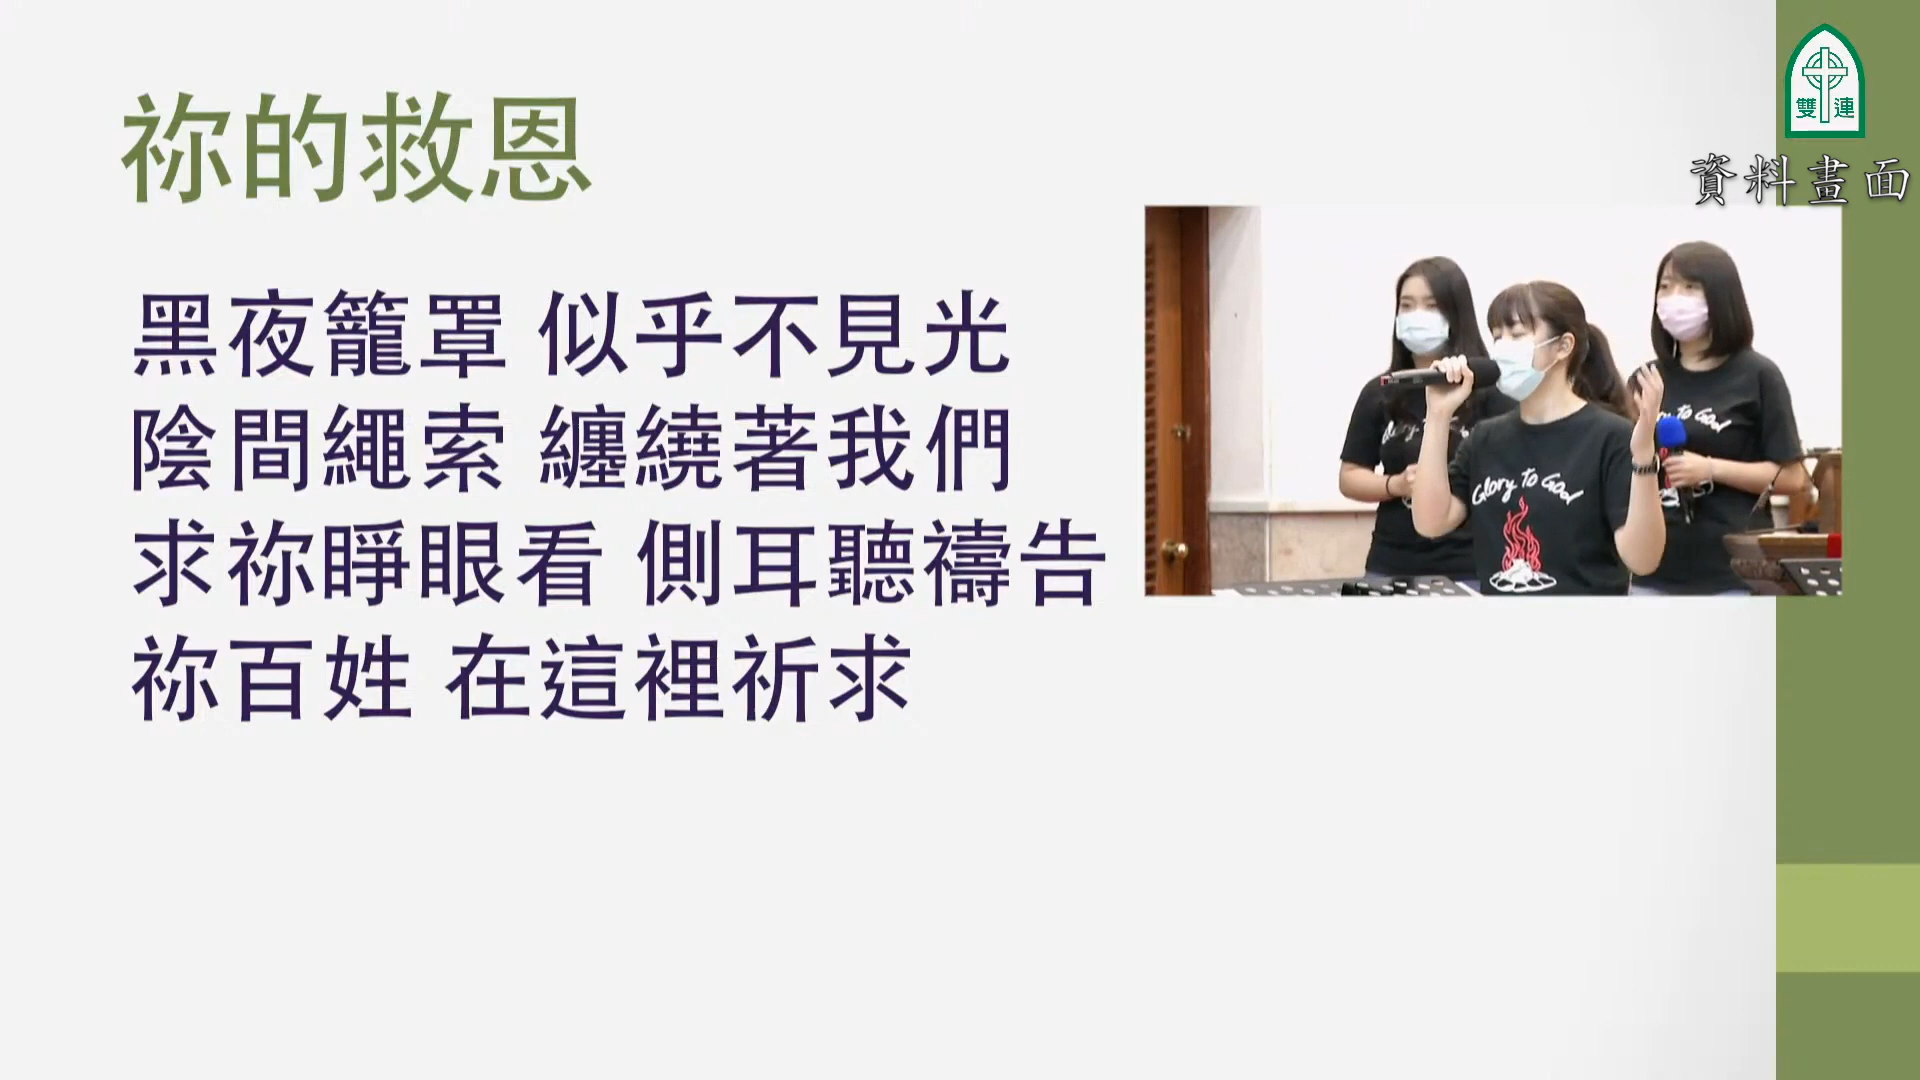 祢的救恩
雙連
資料畫面
黑夜籠罩 似乎不見光
陰間繩索 纏繞著我們
求祢睜眼看 側耳聽禱告
祢百姓 在這裡祈求
Glory to God
to God